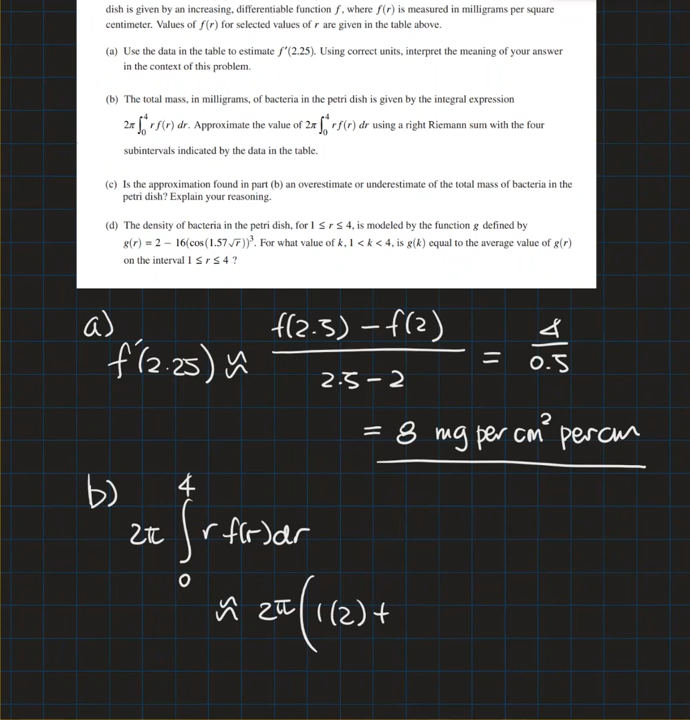 dish is given by an increasing, differentiable function f, where f(r) is measured in milligrams per square
centimeter. Values of f(r) for selected values of r are given in the table above.
(a) Use the data in the table to estimate f′(2.25). Using correct units, interpret the meaning of your answer
in the context of this problem.
(b) The total mass, in milligrams, of bacteria in the petri dish is given by the integral expression
2π ∫₀⁴ r f(r) dr. Approximate the value of 2π ∫₀⁴ r f(r) dr using a right Riemann sum with the four
subintervals indicated by the data in the table.
(c) Is the approximation found in part (b) an overestimate or underestimate of the total mass of bacteria in the
petri dish? Explain your reasoning.
(d) The density of bacteria in the petri dish, for 1 ≤ r ≤ 4, is modeled by the function g defined by
g(r) = 2 − 16(cos(1.57√r))³. For what value of k, 1 < k < 4, is g(k) equal to the average value of g(r)
on the interval 1 ≤ r ≤ 4 ?
a)
f′(2.25) ≈ (f(2.5) − f(2)) / (2.5 − 2) = 4 / 0.5
= 8 mg per cm² per cm
b)
2π ∫₀⁴ r f(r) dr
≈ 2π ( 1(2) +